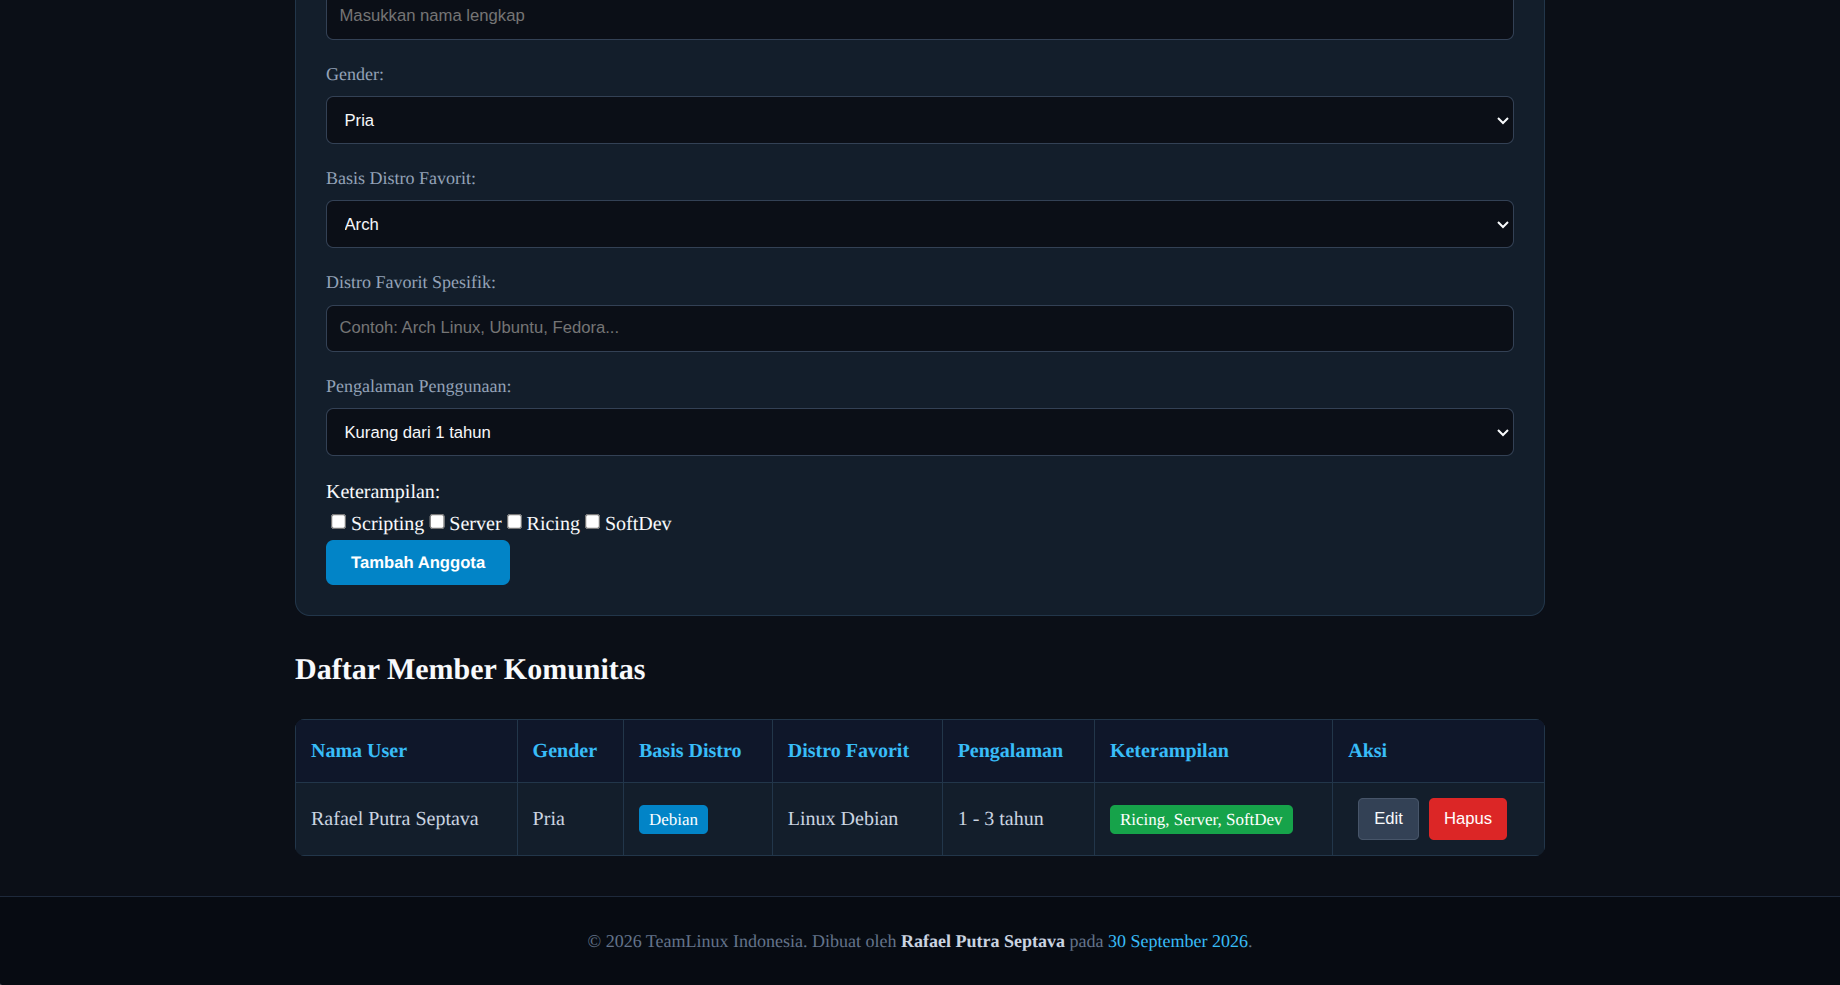 Masukkan nama lengkap
Gender:
Pria
Basis Distro Favorit:
Arch
Distro Favorit Spesifik:
Contoh: Arch Linux, Ubuntu, Fedora...
Pengalaman Penggunaan:
Kurang dari 1 tahun
Keterampilan:
Scripting Server Ricing SoftDev
Tambah Anggota
Daftar Member Komunitas
Nama User Gender Basis Distro Distro Favorit Pengalaman Keterampilan Aksi
Rafael Putra Septava Pria Debian Linux Debian 1 - 3 tahun Ricing, Server, SoftDev Edit Hapus
© 2026 TeamLinux Indonesia. Dibuat oleh Rafael Putra Septava pada 30 September 2026.